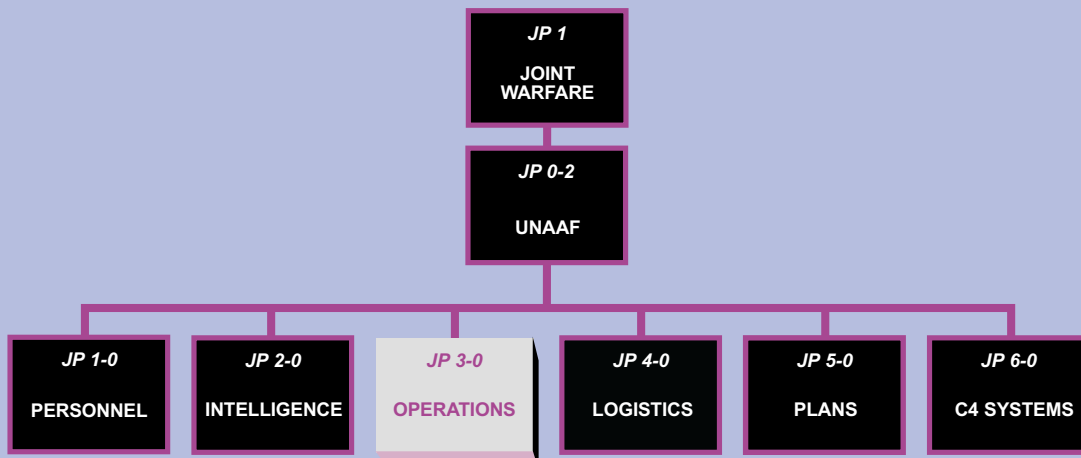 JP 1
JOINT
WARFARE
JP 0-2
UNAAF
JP 1-0
PERSONNEL
JP 2-0
INTELLIGENCE
JP 3-0
OPERATIONS
JP 4-0
LOGISTICS
JP 5-0
PLANS
JP 6-0
C4 SYSTEMS